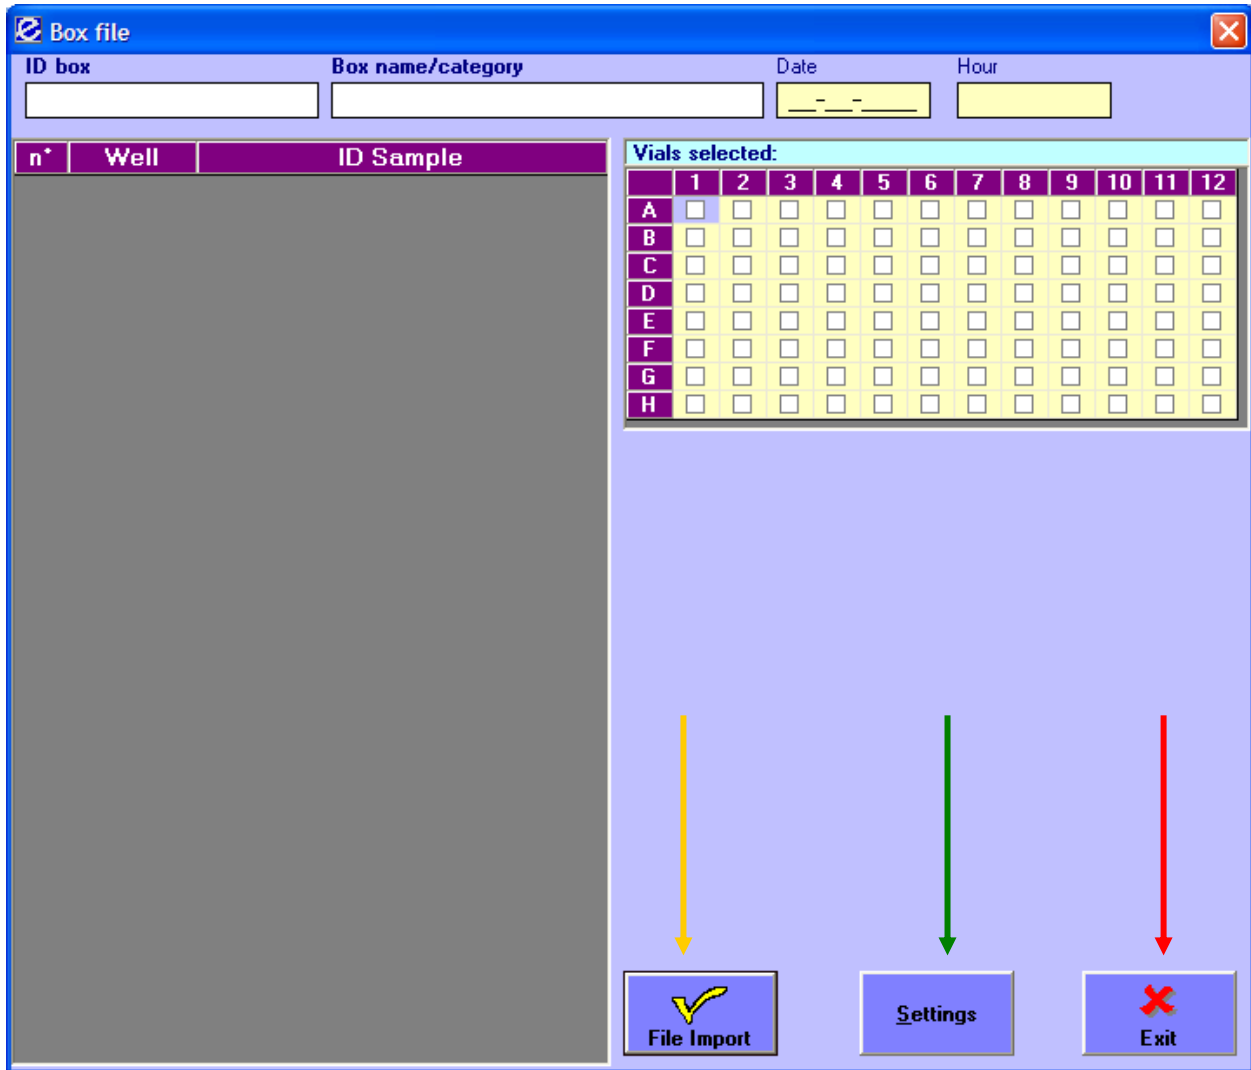 Box file
ID box Box name/category Date Hour
__-__-____
n° Well ID Sample
Vials selected:
1 2 3 4 5 6 7 8 9 10 11 12
A
B
C
D
E
F
G
H
File Import
Settings
Exit